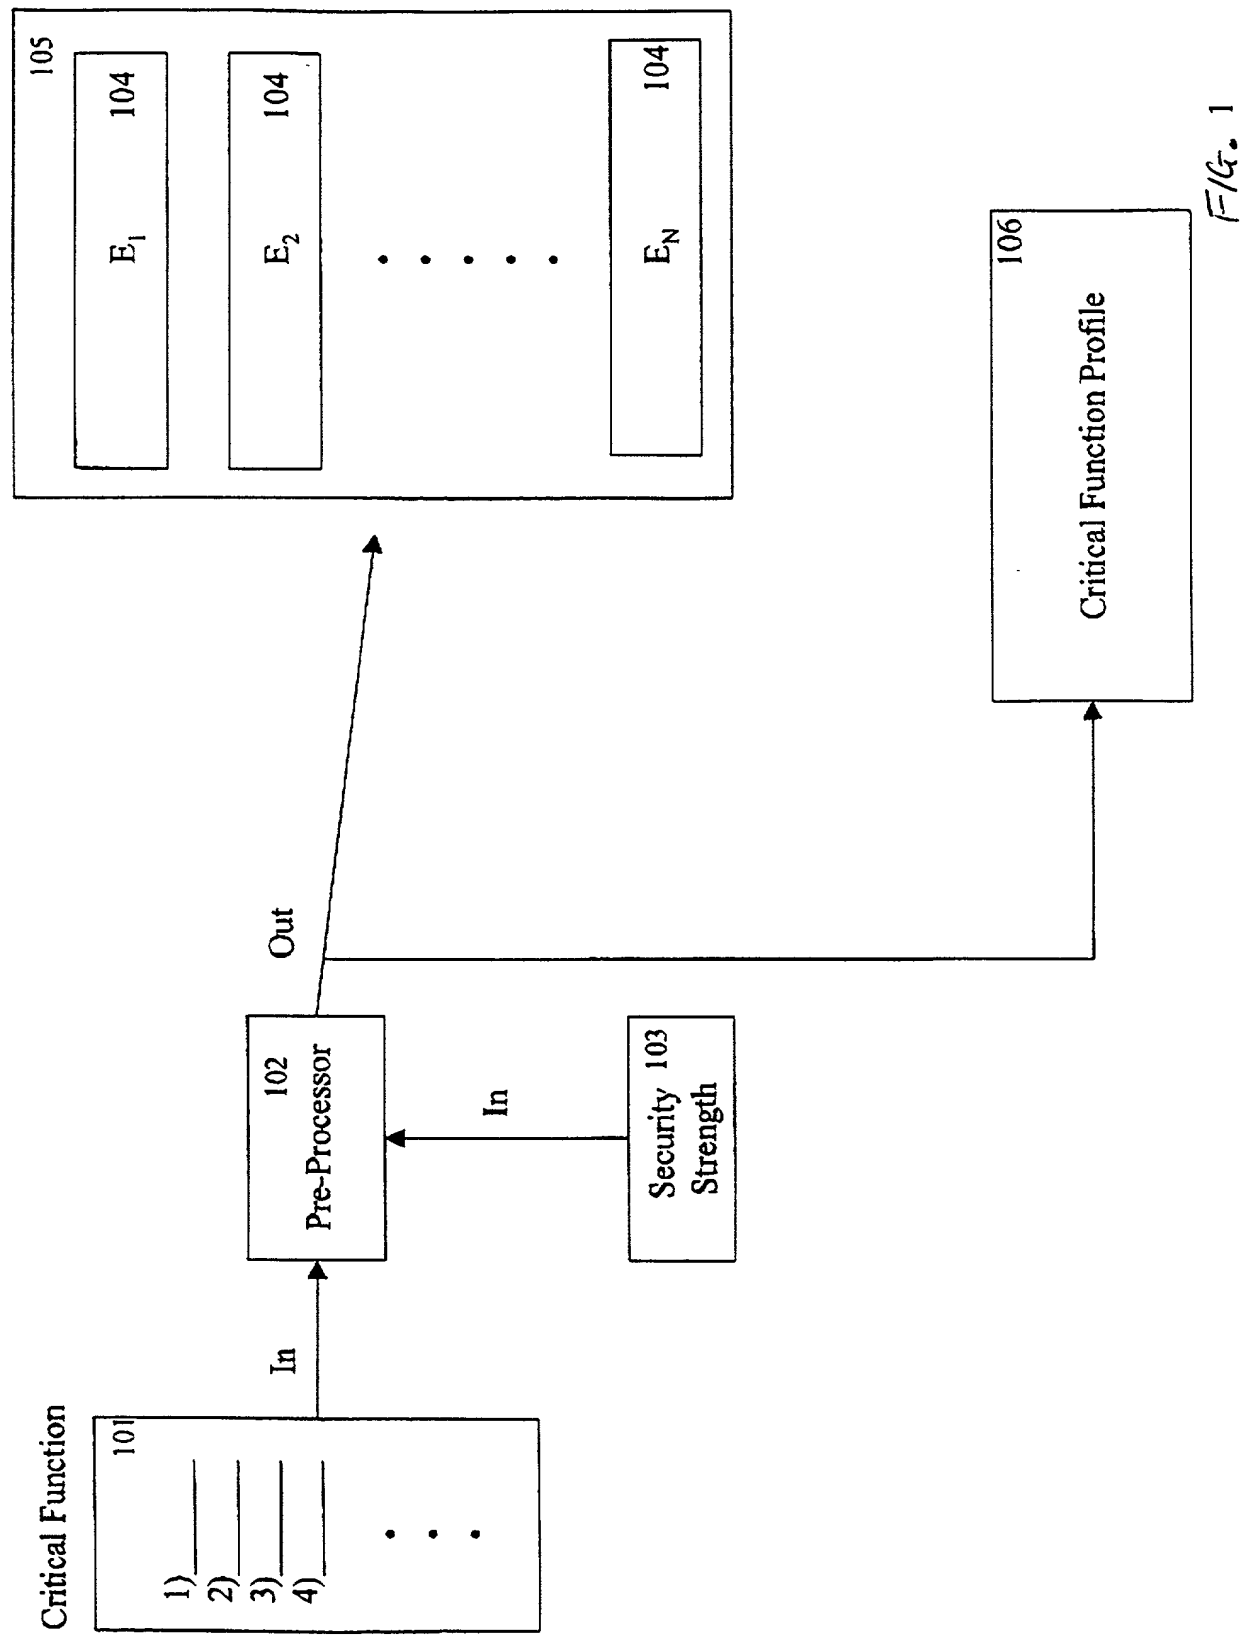 Critical Function
101
1)
2)
3)
4)
In
102
Pre-Processor
In
Security 103
Strength
Out
105
E1 104
E2 104
EN 104
106
Critical Function Profile
FIG. 1